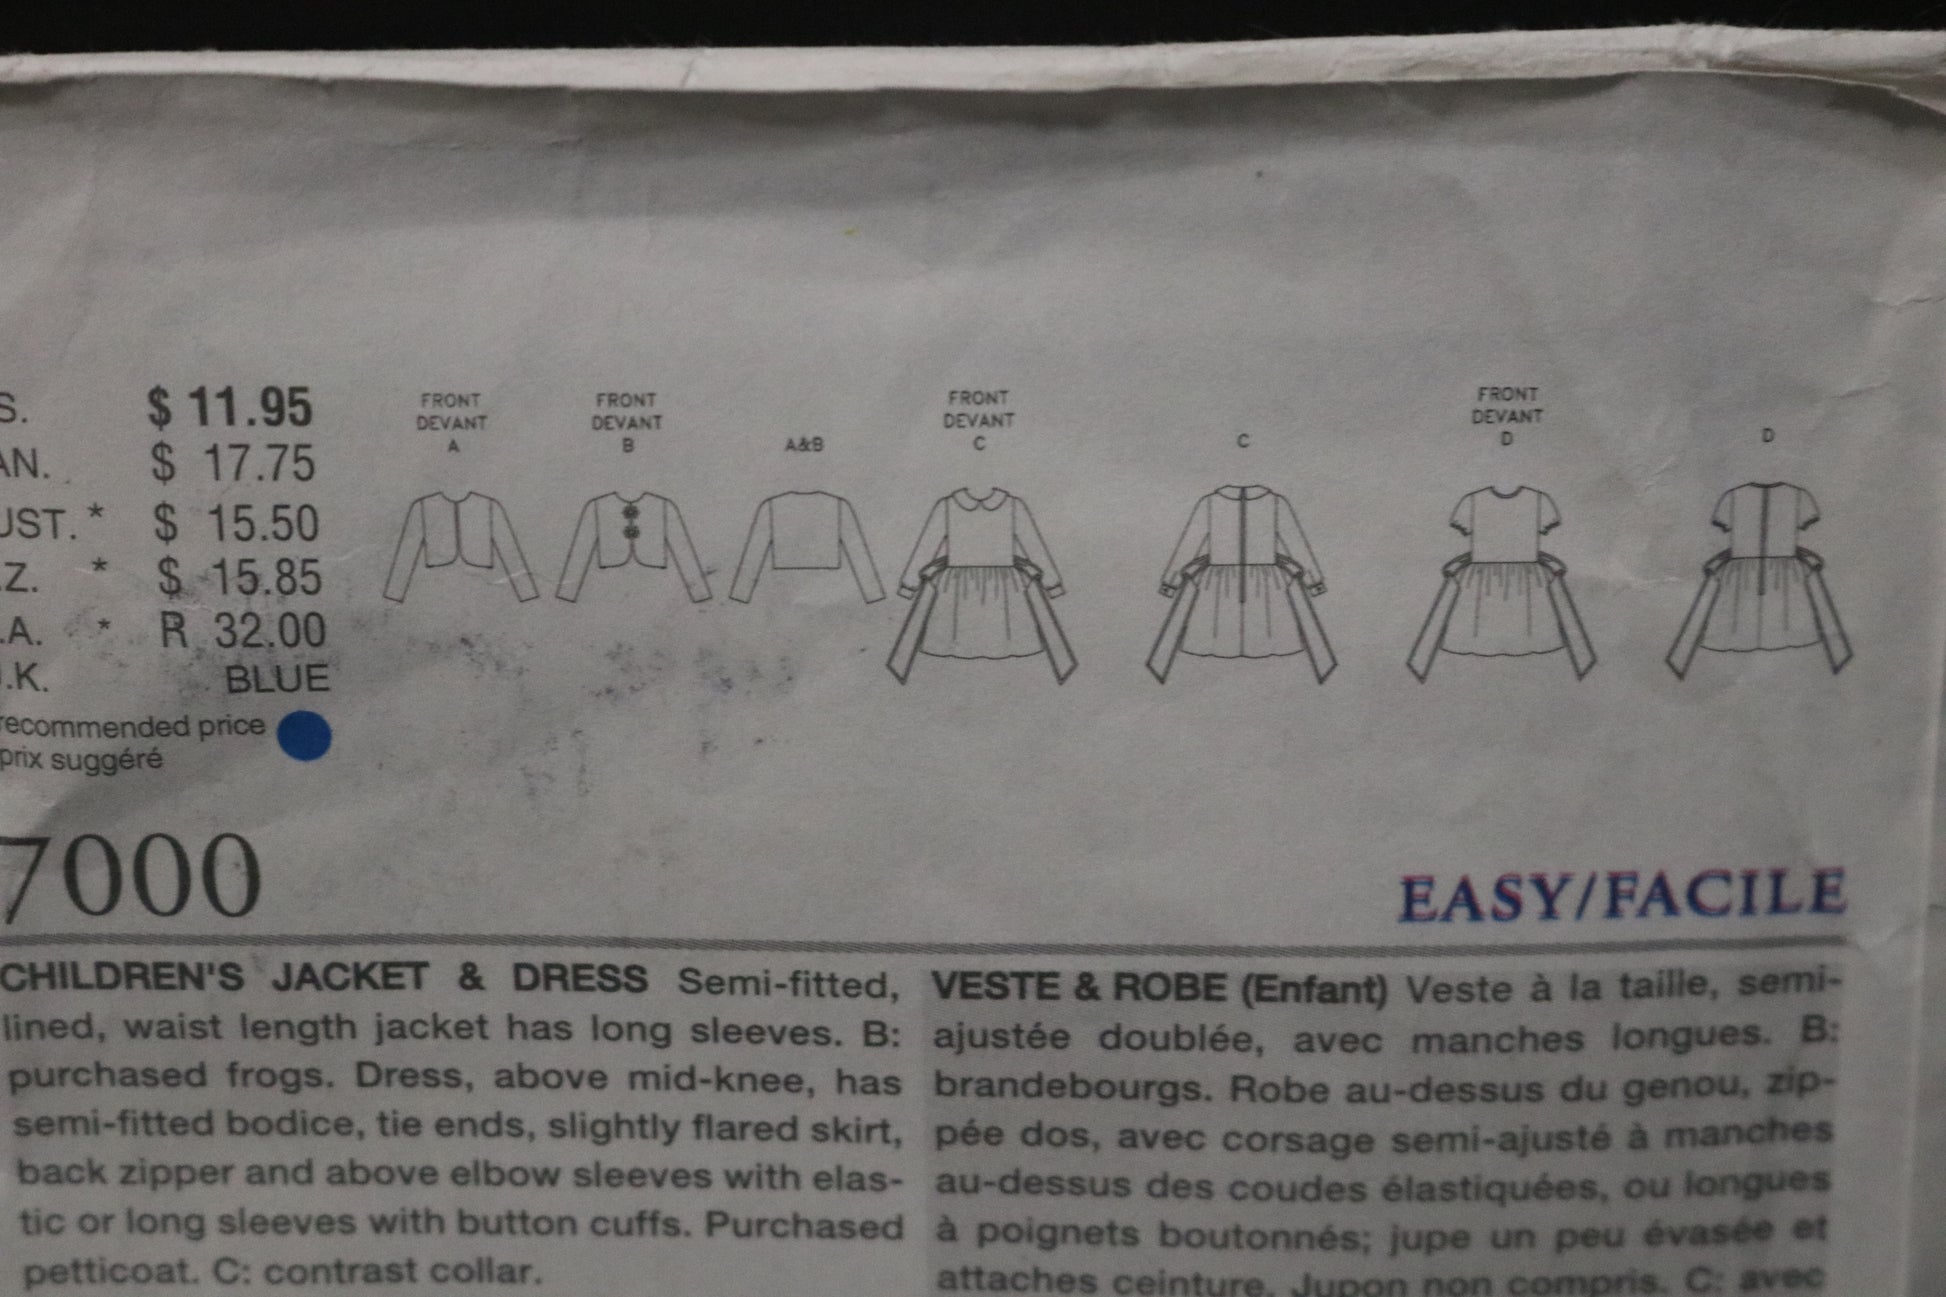 S. $ 11.95
AN. $ 17.75
UST. * $ 15.50
.Z. * $ 15.85
.A. * R 32.00
.K. BLUE
recommended price
prix suggéré
FRONT
DEVANT
A
FRONT
DEVANT
B
A&B
FRONT
DEVANT
C
C
FRONT
DEVANT
D
D
7000
EASY/FACILE
CHILDREN'S JACKET & DRESS Semi-fitted,
lined, waist length jacket has long sleeves. B:
purchased frogs. Dress, above mid-knee, has
semi-fitted bodice, tie ends, slightly flared skirt,
back zipper and above elbow sleeves with elas-
tic or long sleeves with button cuffs. Purchased
petticoat. C: contrast collar.
VESTE & ROBE (Enfant) Veste à la taille, semi-
ajustée doublée, avec manches longues. B:
brandebourgs. Robe au-dessus du genou, zip-
pée dos, avec corsage semi-ajusté à manches
au-dessus des coudes élastiquées, ou longues
à poignets boutonnés; jupe un peu évasée et
attaches ceinture. Jupon non compris. C: avec